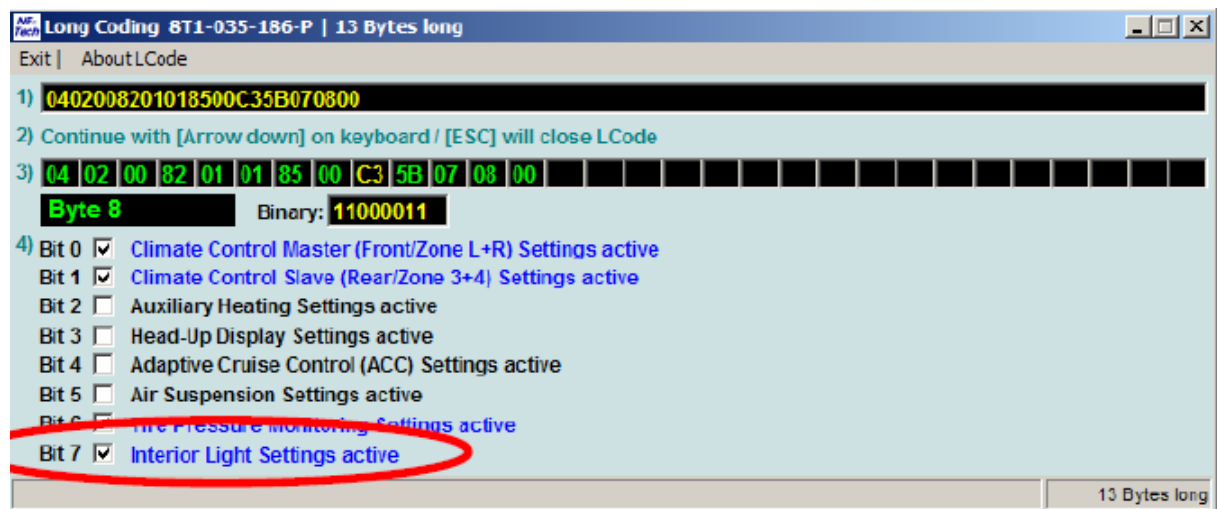 NF-Tech Long Coding 8T1-035-186-P | 13 Bytes long
Exit | About LCode
1) 0402008201018500C35B070800
2) Continue with [Arrow down] on keyboard / [ESC] will close LCode
3) 04 02 00 82 01 01 85 00 C3 5B 07 08 00
Byte 8 Binary: 11000011
4) Bit 0 Climate Control Master (Front/Zone L+R) Settings active
Bit 1 Climate Control Slave (Rear/Zone 3+4) Settings active
Bit 2 Auxiliary Heating Settings active
Bit 3 Head-Up Display Settings active
Bit 4 Adaptive Cruise Control (ACC) Settings active
Bit 5 Air Suspension Settings active
Bit 6 Tire Pressure Monitoring Settings active
Bit 7 Interior Light Settings active
13 Bytes long